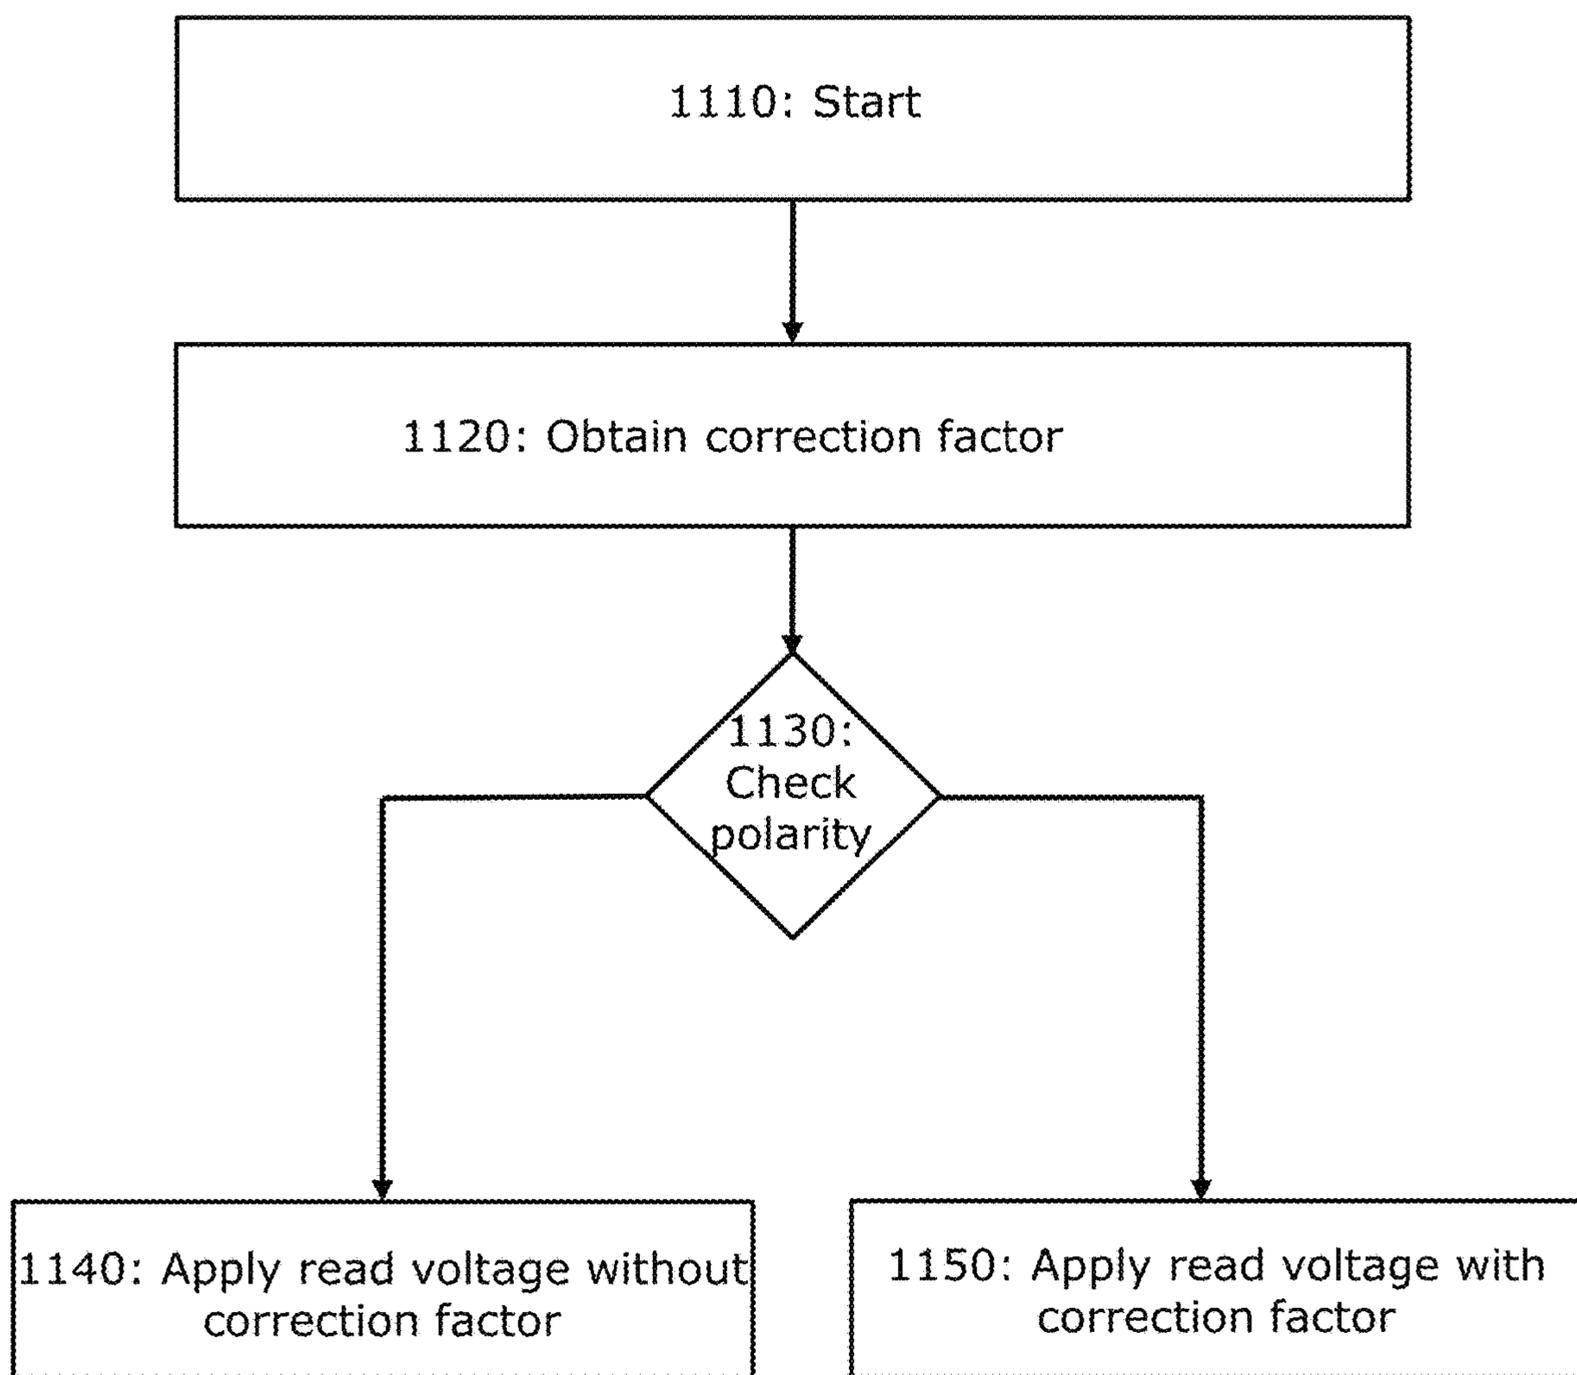 1110: Start
1120: Obtain correction factor
1130:
Check
polarity
1140: Apply read voltage without
correction factor
1150: Apply read voltage with
correction factor